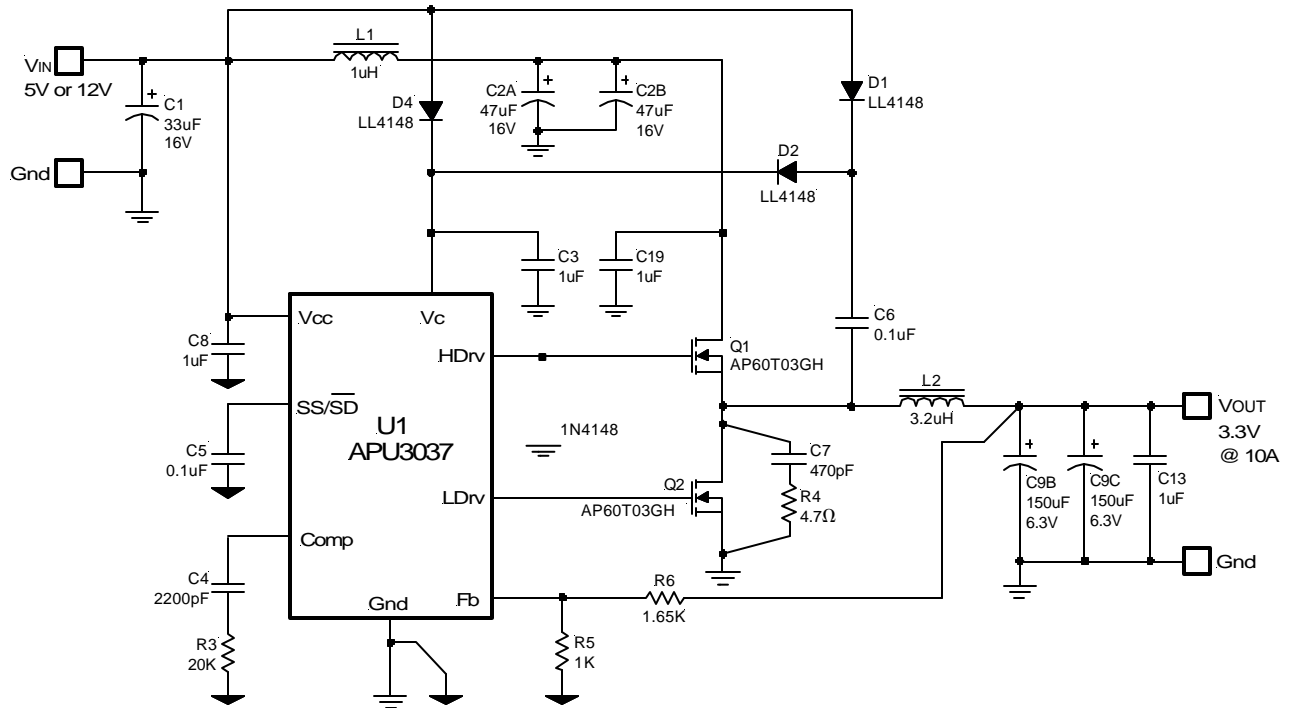 L1
1uH
VIN
5V or 12V
C1
33uF
16V
Gnd
D4
LL4148
C2A
47uF
16V
C2B
47uF
16V
D1
LL4148
D2
LL4148
C3
1uF
C19
1uF
C6
0.1uF
Vcc
Vc
C8
1uF
HDrv
Q1
AP60T03GH
SS/SD
U1
APU3037
C5
0.1uF
1N4148
L2
3.2uH
VOUT
3.3V
@ 10A
C7
470pF
R4
4.7Ω
Q2
AP60T03GH
LDrv
C9B
150uF
6.3V
C9C
150uF
6.3V
C13
1uF
Gnd
Comp
C4
2200pF
Gnd
Fb
R6
1.65K
R3
20K
R5
1K